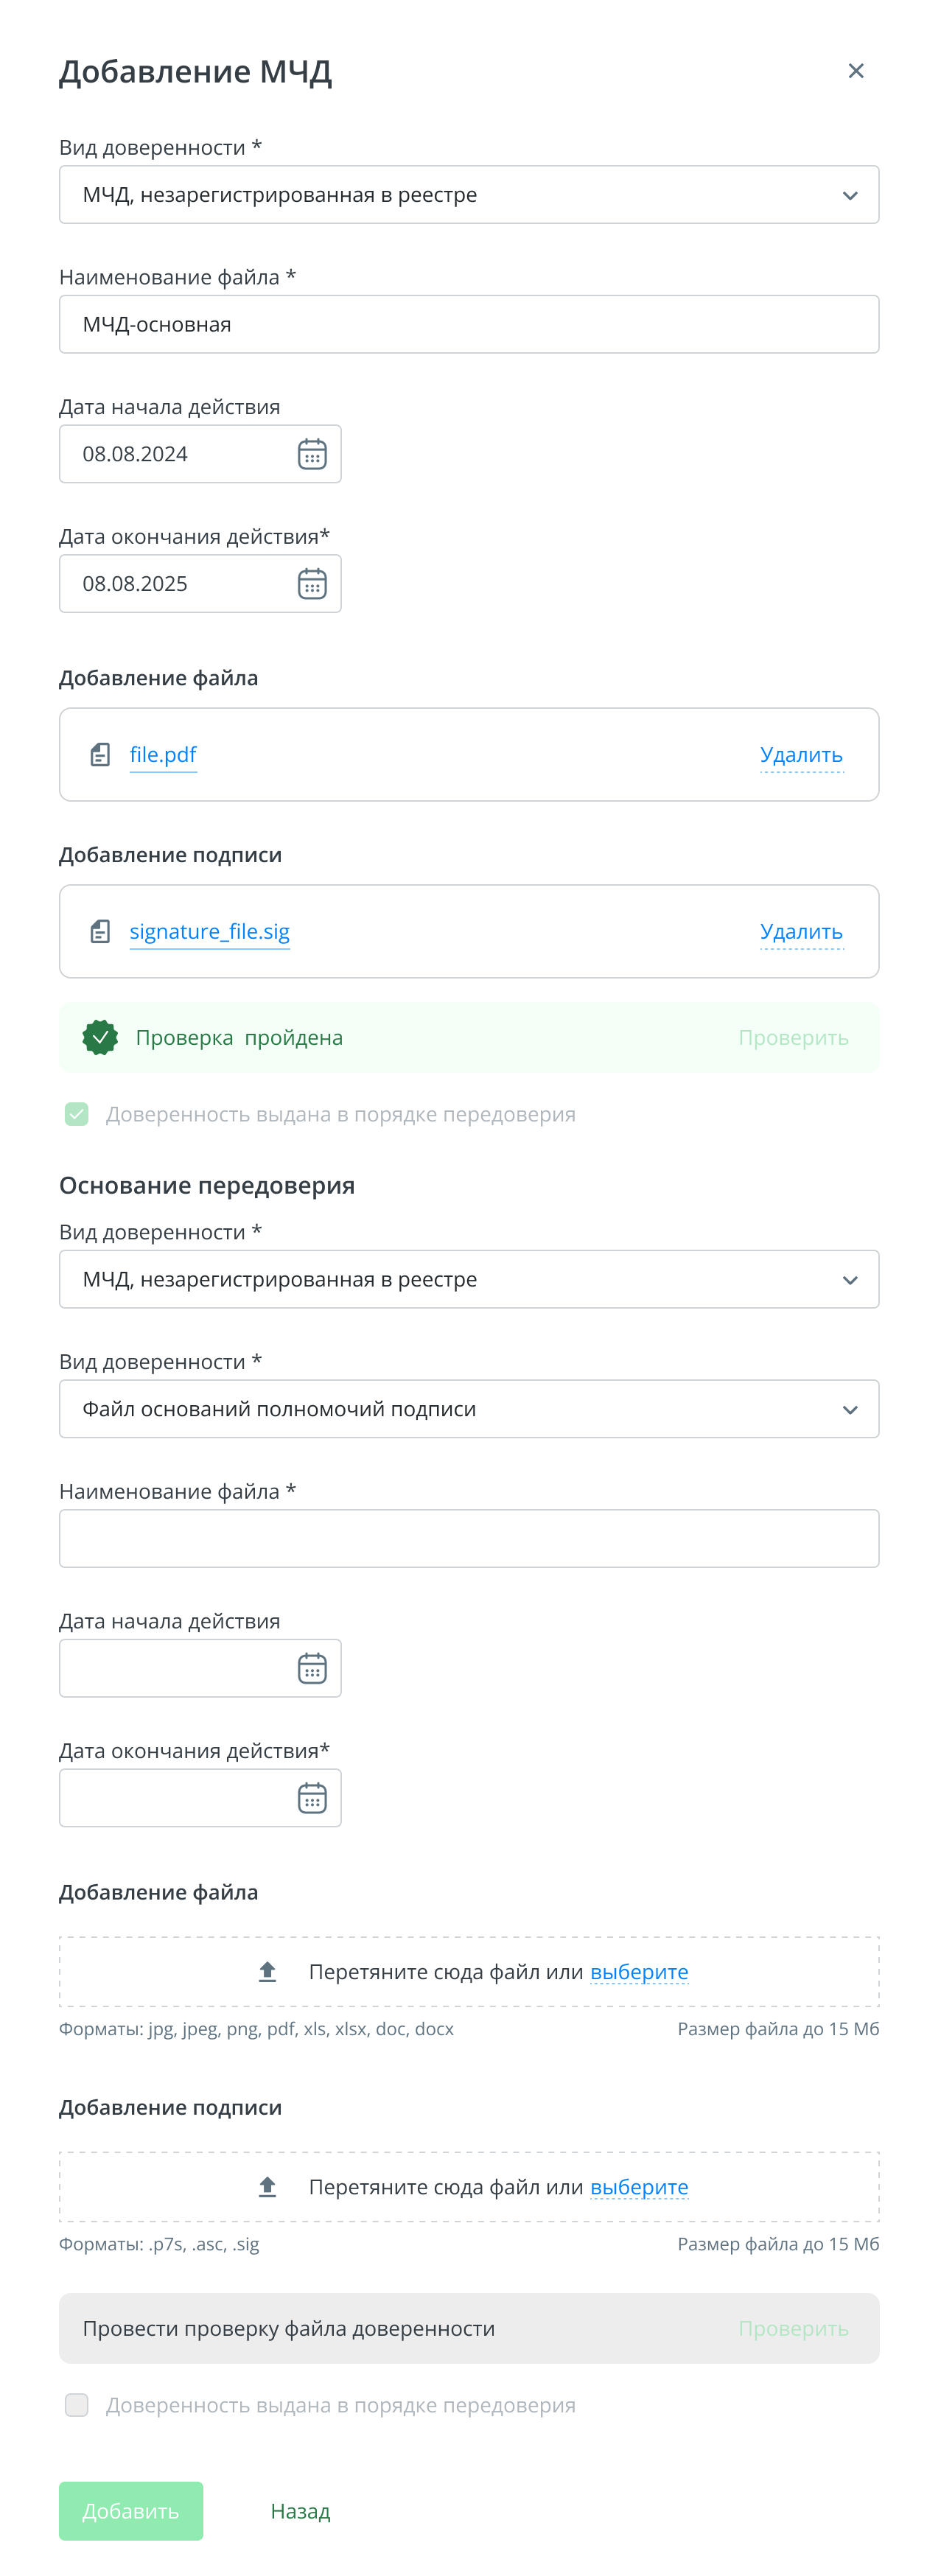 Добавление МЧД
Вид доверенности *
МЧД, незарегистрированная в реестре
Наименование файла *
МЧД-основная
Дата начала действия
08.08.2024
Дата окончания действия*
08.08.2025
Добавление файла
file.pdf Удалить
Добавление подписи
signature_file.sig Удалить
Проверка пройдена Проверить
Доверенность выдана в порядке передоверия
Основание передоверия
Вид доверенности *
МЧД, незарегистрированная в реестре
Вид доверенности *
Файл оснований полномочий подписи
Наименование файла *
Дата начала действия
Дата окончания действия*
Добавление файла
Перетяните сюда файл или выберите
Форматы: jpg, jpeg, png, pdf, xls, xlsx, doc, docx Размер файла до 15 Мб
Добавление подписи
Перетяните сюда файл или выберите
Форматы: .p7s, .asc, .sig Размер файла до 15 Мб
Провести проверку файла доверенности Проверить
Доверенность выдана в порядке передоверия
Добавить Назад